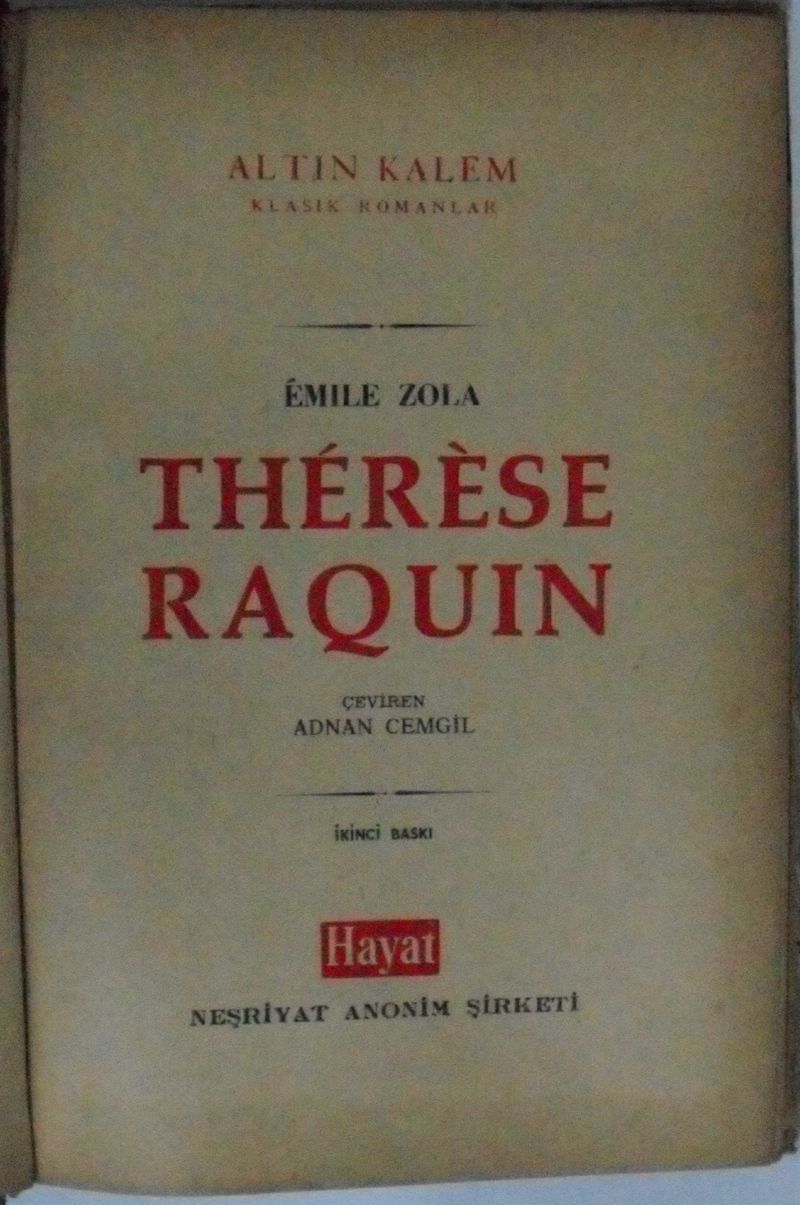 ALTIN KALEM
KLASİK ROMANLAR
ÉMILE ZOLA
THÉRÈSE
RAQUIN
ÇEVİREN
ADNAN CEMGİL
İKİNCİ BASKI
Hayat
NEŞRİYAT ANONİM ŞİRKETİ